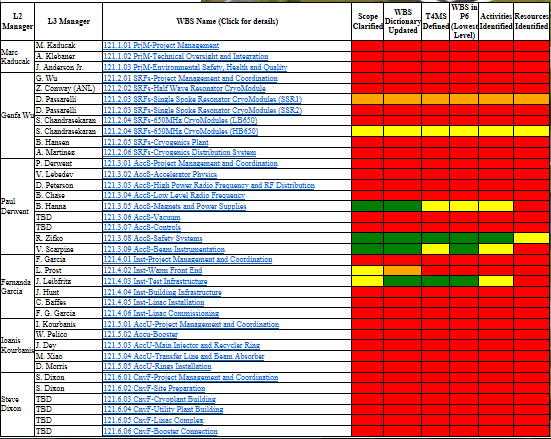 L2 Manager L3 Manager WBS Name (Click for details) Scope Clarified WBS Dictionary Updated T4MS Defined WBS in P6 (Lowest Level) Activities Identified Resources Identified
Marc Kaducak
M. Kaducak 121.1.01 PrjM-Project Management
A. Klebaner 121.1.02 PrjM-Technical Oversight and Integration
J. Anderson Jr. 121.1.03 PrjM-Environmental Safety, Health and Quality
Genfa Wu
G. Wu 121.2.01 SRFs-Project Management and Coordination
Z. Conway (ANL) 121.2.02 SRFs-Half Wave Resonator CryoModule
D. Passarelli 121.2.03 SRFs-Single Spoke Resonator CryoModules (SSR1)
D. Passarelli 121.2.03 SRFs-Single Spoke Resonator CryoModules (SSR2)
S. Chandrasekaran 121.2.04 SRFs-650MHz CryoModules (LB650)
S. Chandrasekaran 121.2.04 SRFs-650MHz CryoModules (HB650)
B. Hansen 121.2.05 SRFs-Cryogenics Plant
A. Martinez 121.2.06 SRFs-Cryogenics Distribution System
Paul Derwent
P. Derwent 121.3.01 AccS-Project Management and Coordination
V. Lebedev 121.3.02 AccS-Accelerator Physics
D. Peterson 121.3.03 AccS-High Power Radio Frequency and RF Distribution
B. Chase 121.3.04 AccS-Low Level Radio Frequency
B. Hanna 121.3.05 AccS-Magnets and Power Supplies
TBD 121.3.06 AccS-Vacuum
TBD 121.3.07 AccS-Controls
R. Zifko 121.3.08 AccS-Safety Systems
V. Scarpine 121.3.09 AccS-Beam Instrumentation
Fernanda Garcia
F. Garcia 121.4.01 Inst-Project Management and Coordination
L. Prost 121.4.02 Inst-Warm Front End
J. Leibfritz 121.4.03 Inst-Test Infrastructure
J. Hunt 121.4.04 Inst-Building Infrastructure
C. Baffes 121.4.05 Inst-Linac Installation
F. G. Garcia 121.4.06 Inst-Linac Commissioning
Ioanis Kourbanis
I. Kourbanis 121.5.01 AccU-Project Management and Coordination
W. Pelico 121.5.02 Accu-Booster
J. Dey 121.5.03 AccU-Main Injector and Recycler Ring
M. Xiao 121.5.04 AccU-Transfer Line and Beam Absorber
D. Morris 121.5.05 AccU-Rings Installation
Steve Dixon
S. Dixon 121.6.01 CnvF-Project Management and Coordination
S. Dixon 121.6.02 CnvF-Site Preparation
TBD 121.6.03 CnvF-Cryoplant Building
TBD 121.6.04 CnvF-Utility Plant Building
TBD 121.6.05 CnvF-Linac Complex
TBD 121.6.06 CnvF-Booster Connection